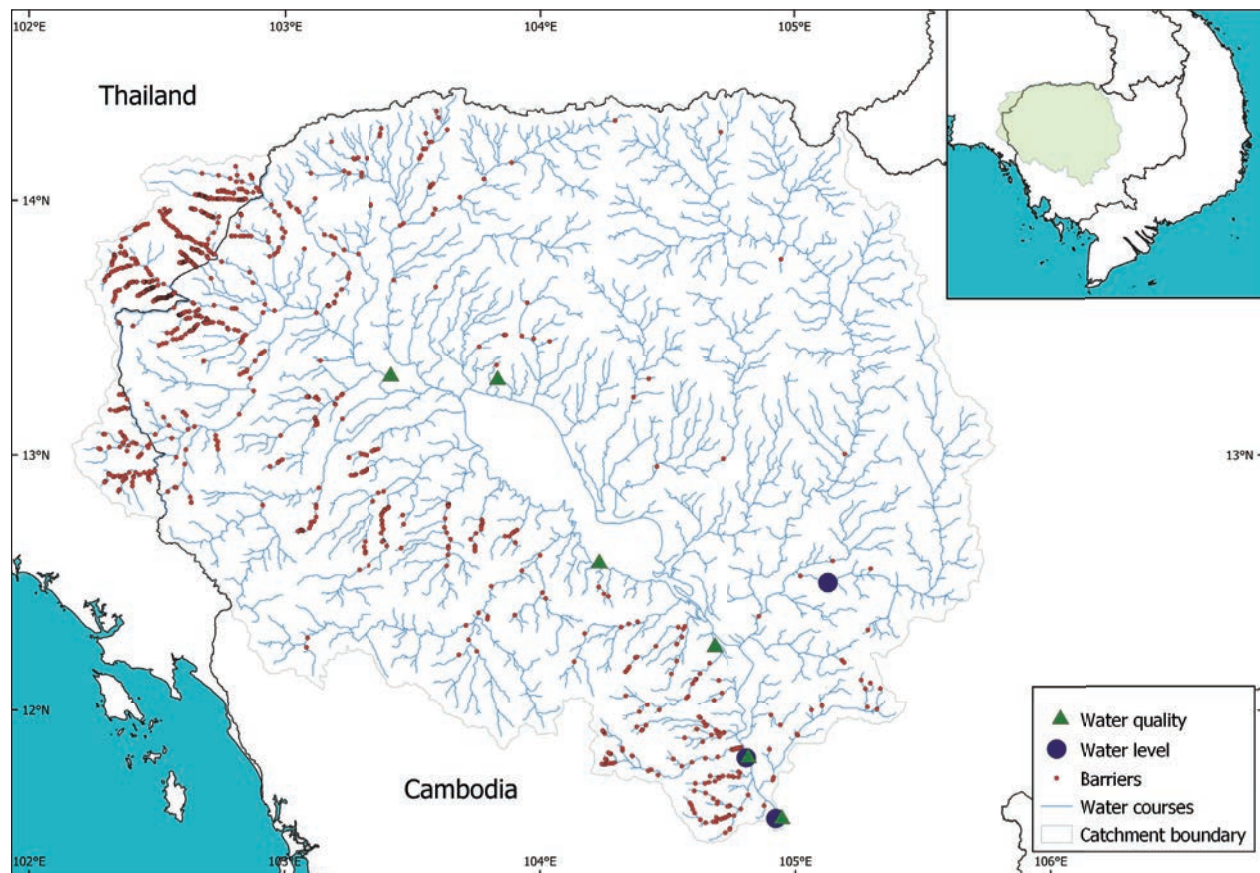 102°E 103°E 104°E 105°E
Thailand
14°N
13°N 13°N
12°N
Cambodia
Water quality
Water level
Barriers
Water courses
Catchment boundary
102°E 103°E 104°E 105°E 106°E